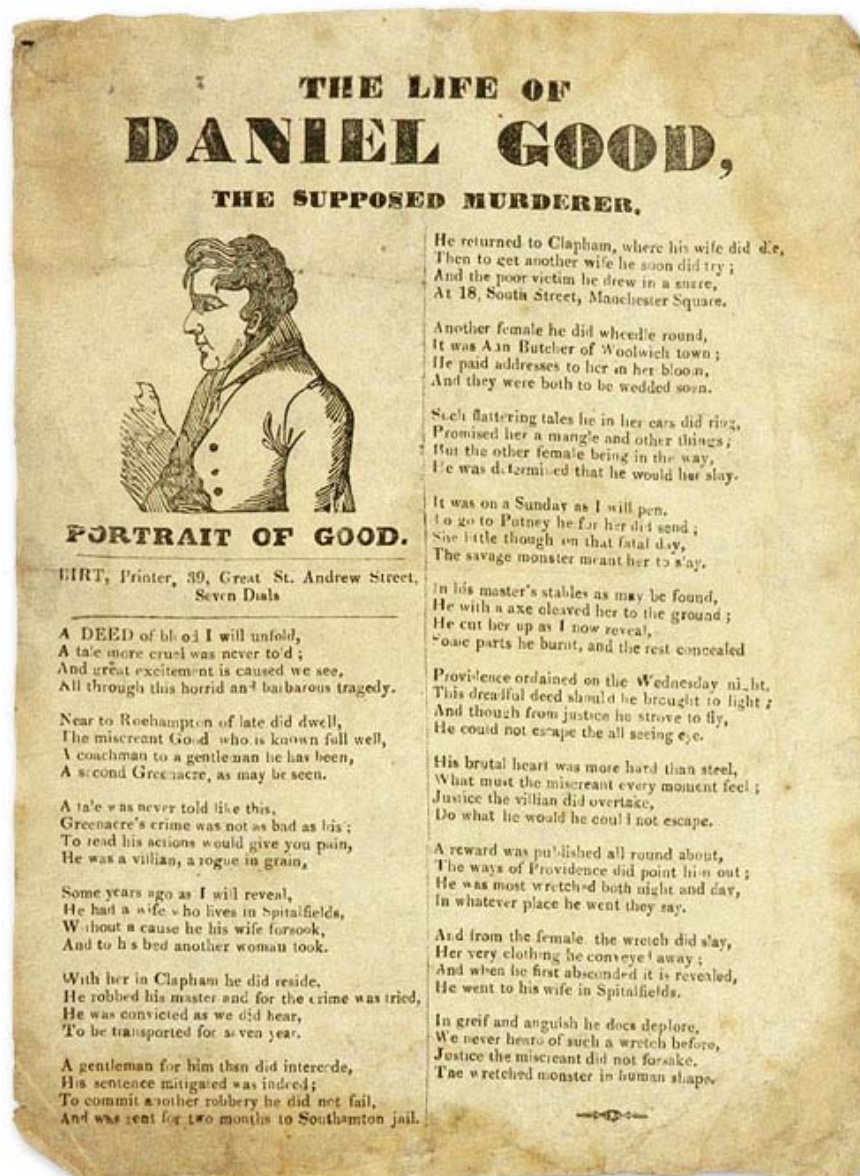 THE LIFE OF
DANIEL GOOD,
THE SUPPOSED MURDERER.
PORTRAIT OF GOOD.
BIRT, Printer, 39, Great St. Andrew Street,
Seven Dials
A DEED of blood I will unfold,
A tale more cruel was never told ;
And great excitement is caused we see,
All through this horrid and barbarous tragedy.
Near to Roehampton of late did dwell,
The miscreant Good who is known full well,
A coachman to a gentleman he has been,
A second Greenacre, as may be seen.
A tale was never told like this,
Greenacre's crime was not as bad as his ;
To read his actions would give you pain,
He was a villian, a rogue in grain,
Some years ago as I will reveal,
He had a wife who lives in Spitalfields,
Without a cause he his wife forsook,
And to his bed another woman took.
With her in Clapham he did reside,
He robbed his master and for the crime was tried,
He was convicted as we did hear,
To be transported for seven year.
A gentleman for him then did intercede,
His sentence mitigated was indeed ;
To commit another robbery he did not fail,
And was sent for two months to Southamton jail.
He returned to Clapham, where his wife did die,
Then to get another wife he soon did try ;
And the poor victim he drew in a snare,
At 18, South Street, Manchester Square.
Another female he did wheedle round,
It was Ann Butcher of Woolwich town ;
He paid addresses to her in her bloom,
And they were both to be wedded soon.
Such flattering tales he in her ears did ring,
Promised her a mangle and other things ;
But the other female being in the way,
He was determined that he would her slay.
It was on a Sunday as I will pen,
To go to Putney he for her did send ;
She little though on that fatal day,
The savage monster meant her to slay.
In his master's stables as may be found,
He with a axe cleaved her to the ground ;
He cut her up as I now reveal,
Some parts he burnt, and the rest concealed
Providence ordained on the Wednesday night,
This dreadful deed should be brought to light ;
And though from justice he strove to fly,
He could not escape the all seeing eye.
His brutal heart was more hard than steel,
What must the miscreant every moment feel ;
Justice the villian did overtake,
Do what he would he could not escape.
A reward was published all round about,
The ways of Providence did point him out ;
He was most wretched both night and day,
In whatever place he went they say.
And from the female the wretch did slay,
Her very clothing he conveyed away ;
And when he first absconded it is revealed,
He went to his wife in Spitalfields.
In greif and anguish he does deplore,
We never heard of such a wretch before,
Justice the miscreant did not forsake,
The wretched monster in human shape.